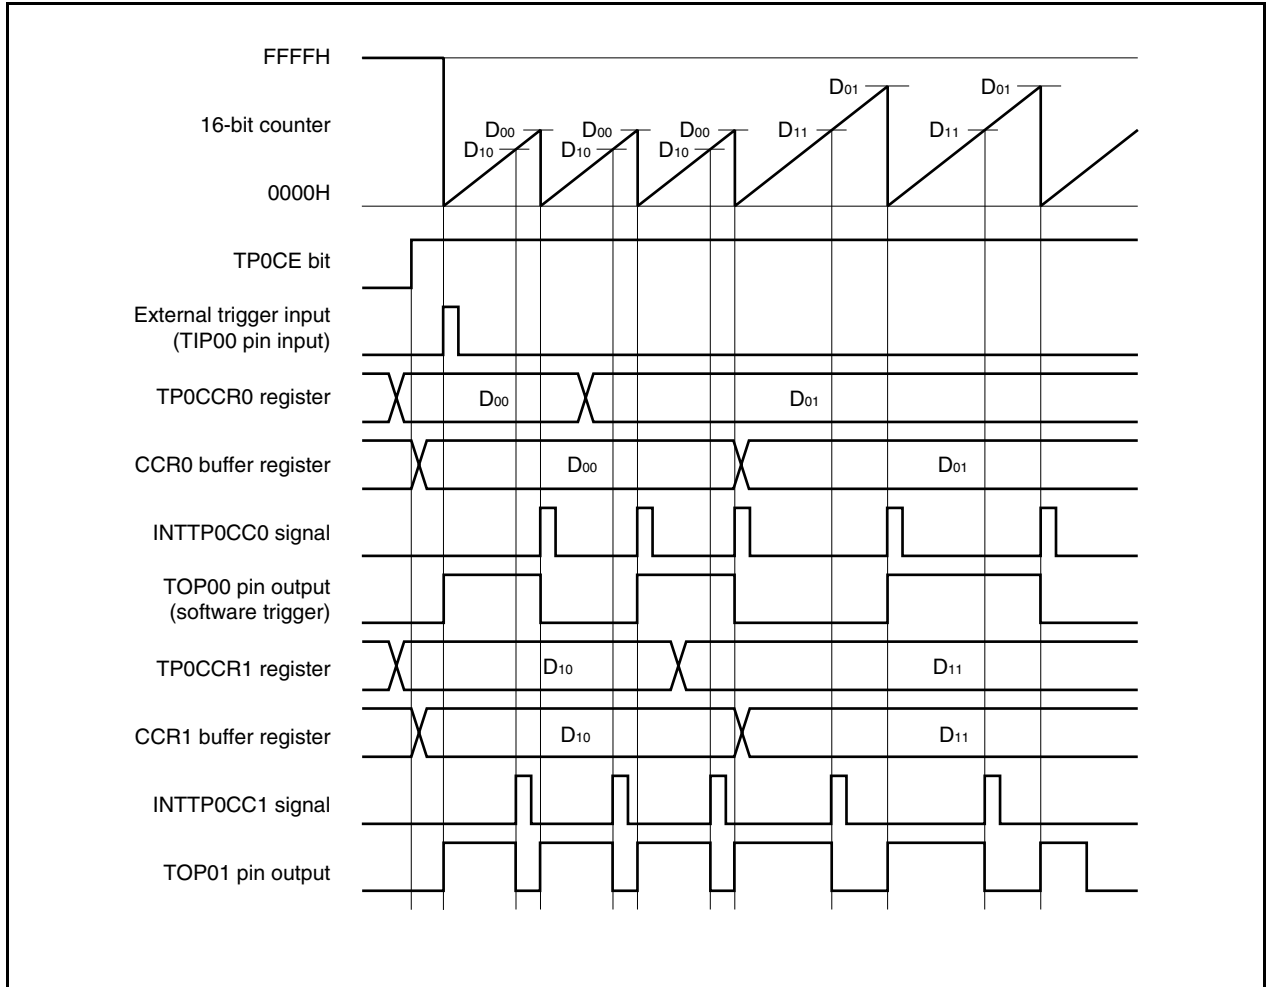 FFFFH
16-bit counter
0000H
D00
D10
D00
D10
D00
D10
D11
D01
D11
D01
TP0CE bit
External trigger input
(TIP00 pin input)
TP0CCR0 register
D00
D01
CCR0 buffer register
D00
D01
INTTP0CC0 signal
TOP00 pin output
(software trigger)
TP0CCR1 register
D10
D11
CCR1 buffer register
D10
D11
INTTP0CC1 signal
TOP01 pin output